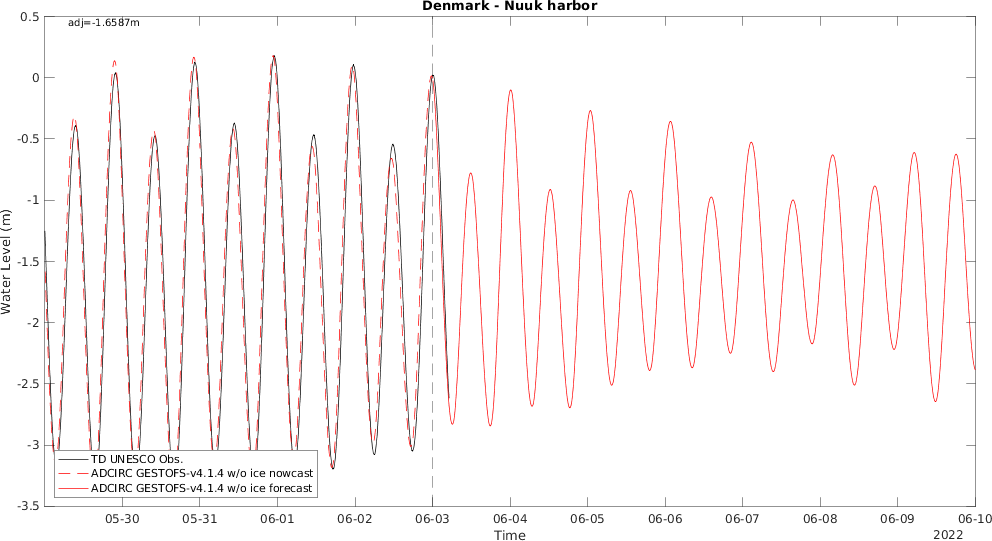 Denmark - Nuuk harbor
adj=-1.6587m
0.5
0
-0.5
-1
-1.5
-2
-2.5
-3
-3.5
Water Level (m)
TD UNESCO Obs.
ADCIRC GESTOFS-v4.1.4 w/o ice nowcast
ADCIRC GESTOFS-v4.1.4 w/o ice forecast
05-30 05-31 06-01 06-02 06-03 06-04 06-05 06-06 06-07 06-08 06-09 06-10
Time
2022